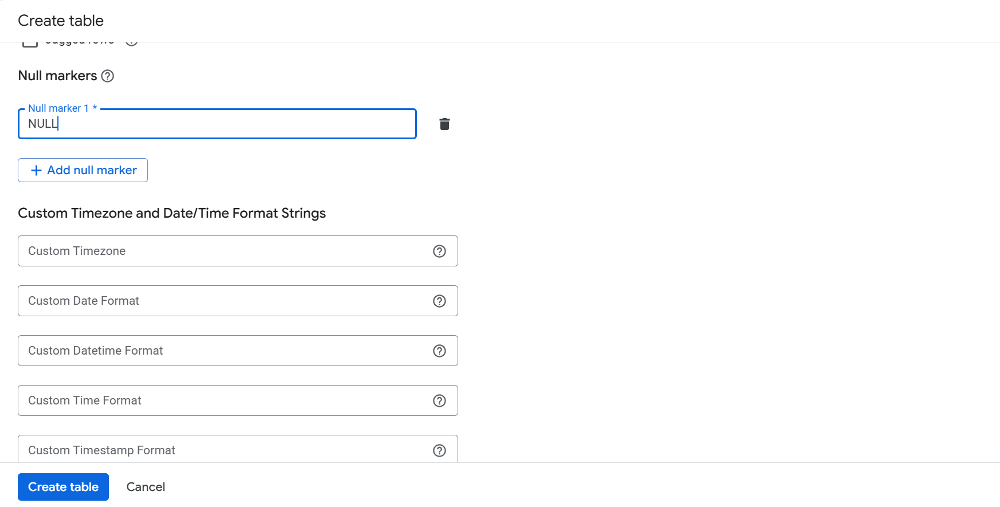 Create table
Null markers
Null marker 1 *
NULL
Add null marker
Custom Timezone and Date/Time Format Strings
Custom Timezone
Custom Date Format
Custom Datetime Format
Custom Time Format
Custom Timestamp Format
Create table
Cancel